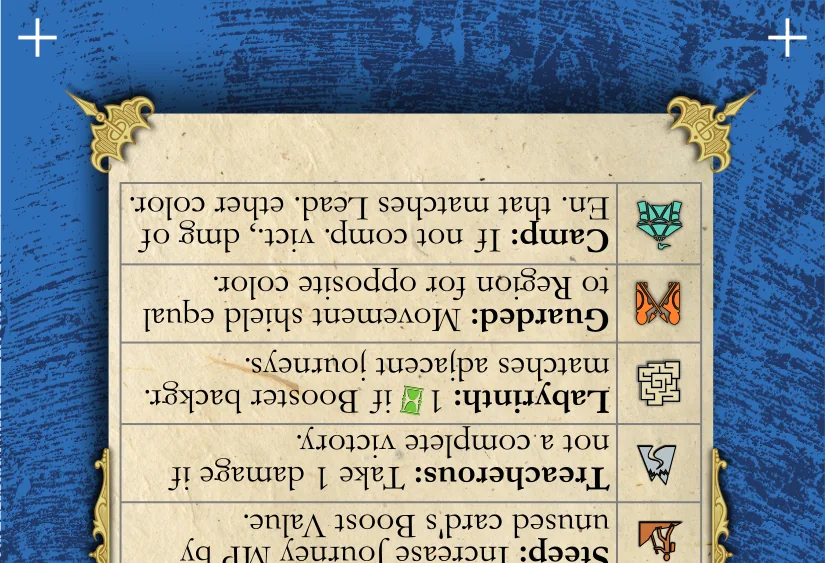 Steep: Increase Journey MP by
unused card's Boost Value.
Treacherous: Take 1 damage if
not a complete victory.
Labyrinth: 1 if Booster backgr.
matches adjacent journeys.
Guarded: Movement shield equal
to Region for opposite color.
Camp: If not comp. vict., dmg of
En. that matches Lead. ether color.